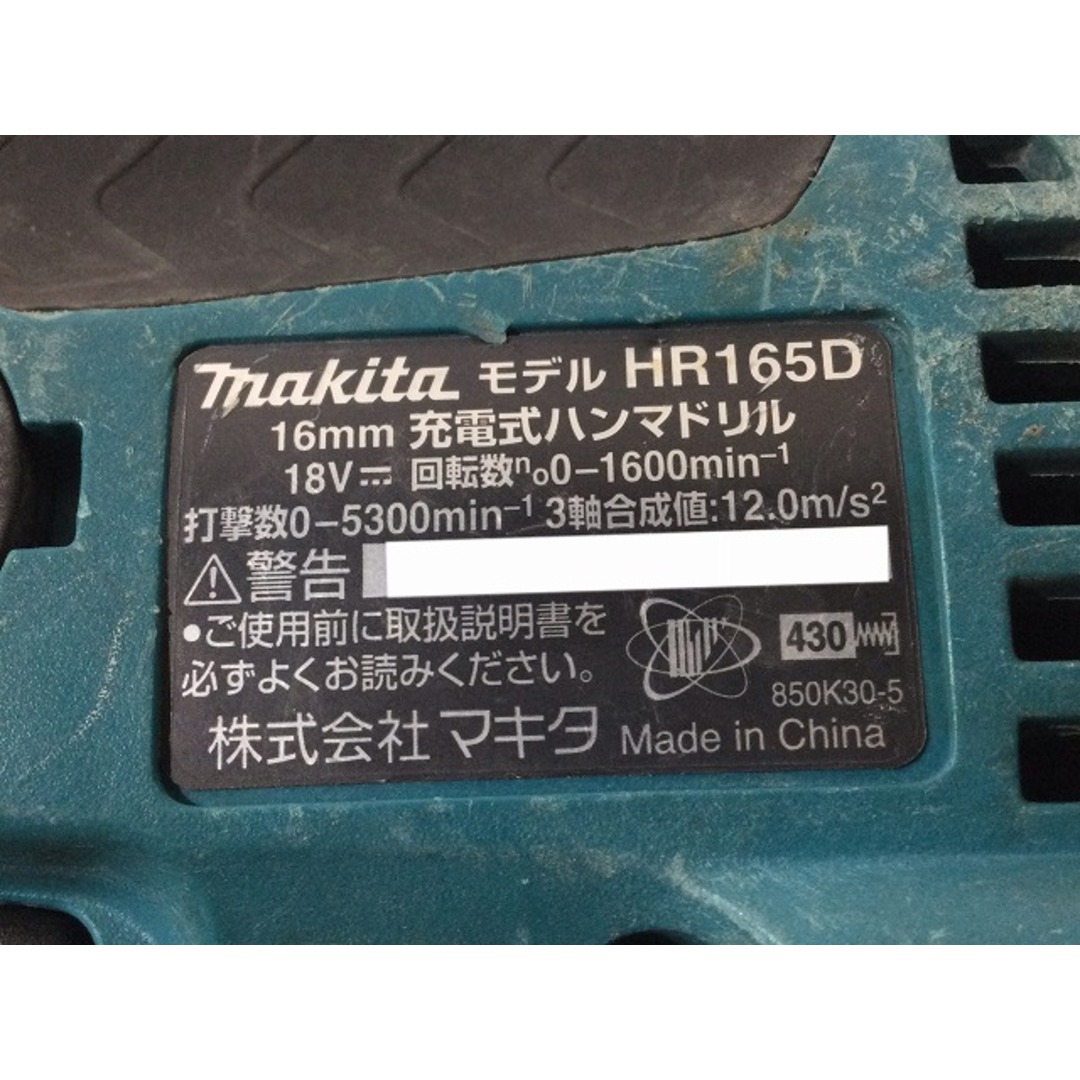 makita モデル HR165D
16mm 充電式ハンマドリル
18V⎓ 回転数n₀0-1600min⁻¹
打撃数0-5300min⁻¹ 3軸合成値:12.0m/s²
⚠警告
•ご使用前に取扱説明書を
必ずよくお読みください。
430
850K30-5
株式会社 マキタ Made in China